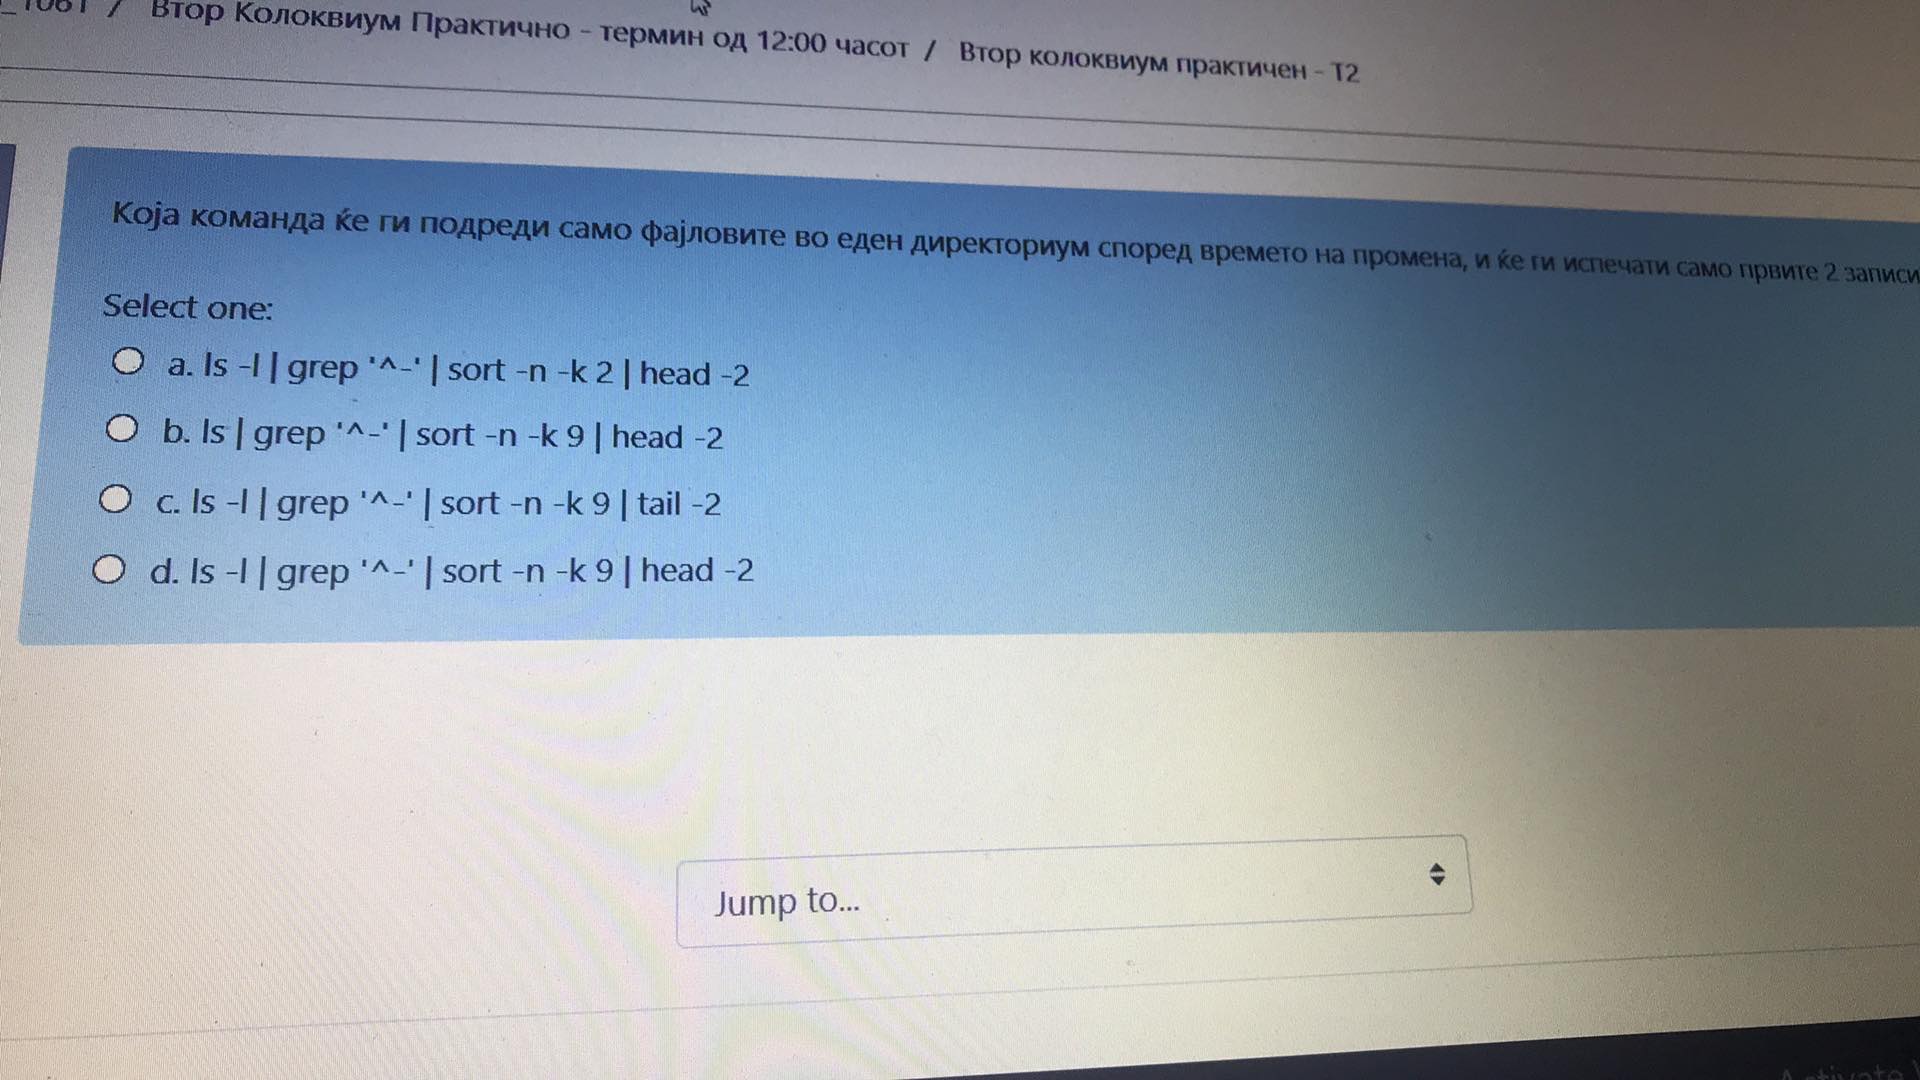 / Втор Колоквиум Практично - термин од 12:00 часот / Втор колоквиум практичен - T2
Која команда ќе ги подреди само фајловите во еден директориум според времето на промена, и ќе ги испечати само првите 2 записи
Select one:
a. ls -l | grep '^-' | sort -n -k 2 | head -2
b. ls | grep '^-' | sort -n -k 9 | head -2
c. ls -l | grep '^-' | sort -n -k 9 | tail -2
d. ls -l | grep '^-' | sort -n -k 9 | head -2
Jump to...